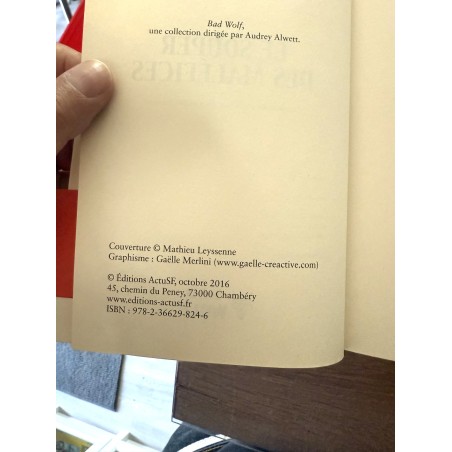 Bad Wolf,
une collection dirigée par Audrey Alwett.
DES MALÉFICES
Couverture © Mathieu Leyssenne
Graphisme : Gaëlle Merlini (www.gaelle-creactive.com)
© Éditions ActuSF, octobre 2016
45, chemin du Peney, 73000 Chambéry
www.editions-actusf.fr
ISBN : 978-2-36629-824-6